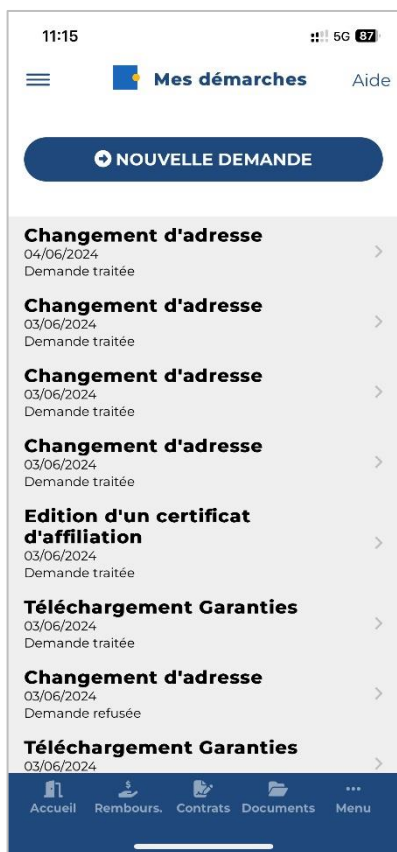 11:15 5G 87
Mes démarches Aide
NOUVELLE DEMANDE
Changement d'adresse
04/06/2024
Demande traitée
Changement d'adresse
03/06/2024
Demande traitée
Changement d'adresse
03/06/2024
Demande traitée
Changement d'adresse
03/06/2024
Demande traitée
Edition d'un certificat
d'affiliation
03/06/2024
Demande traitée
Téléchargement Garanties
03/06/2024
Demande traitée
Changement d'adresse
03/06/2024
Demande refusée
Téléchargement Garanties
03/06/2024
Accueil Rembours. Contrats Documents Menu